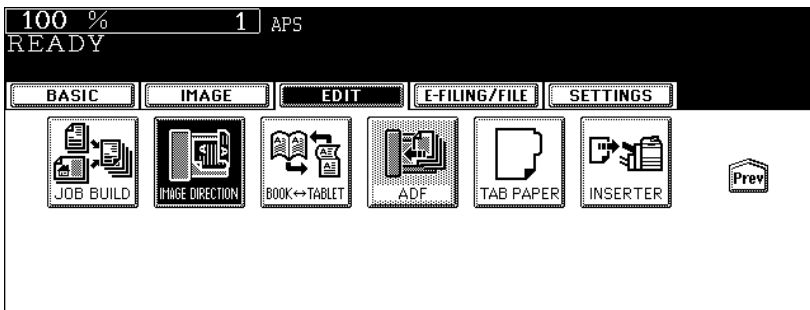 100 % 1 APS
READY
BASIC IMAGE EDIT E-FILING/FILE SETTINGS
JOB BUILD IMAGE DIRECTION BOOK↔TABLET ADF TAB PAPER INSERTER Prev